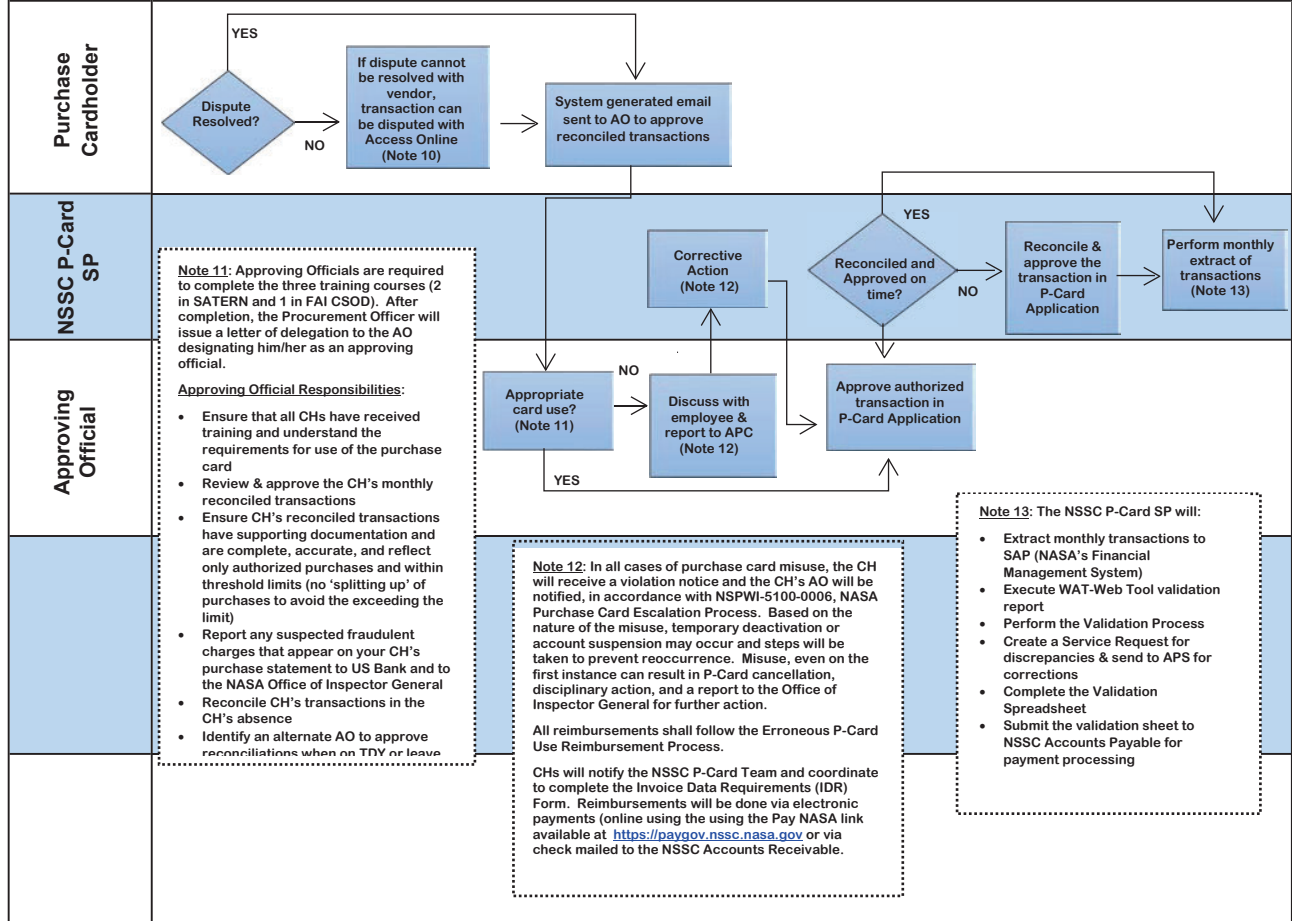 Purchase
Cardholder
YES
Dispute
Resolved?
NO
If dispute cannot
be resolved with
vendor,
transaction can
be disputed with
Access Online
(Note 10)
System generated email
sent to AO to approve
reconciled transactions
NSSC P-Card
SP
Corrective
Action
(Note 12)
YES
Reconciled and
Approved on
time?
NO
Reconcile &
approve the
transaction in
P-Card
Application
Perform monthly
extract of
transactions
(Note 13)
Approving
Official
Appropriate
card use?
(Note 11)
NO
YES
Discuss with
employee &
report to APC
(Note 12)
Approve authorized
transaction in
P-Card Application
Note 11: Approving Officials are required
to complete the three training courses (2
in SATERN and 1 in FAI CSOD). After
completion, the Procurement Officer will
issue a letter of delegation to the AO
designating him/her as an approving
official.
Approving Official Responsibilities:
• Ensure that all CHs have received
training and understand the
requirements for use of the purchase
card
• Review & approve the CH's monthly
reconciled transactions
• Ensure CH's reconciled transactions
have supporting documentation and
are complete, accurate, and reflect
only authorized purchases and within
threshold limits (no 'splitting up' of
purchases to avoid the exceeding the
limit)
• Report any suspected fraudulent
charges that appear on your CH's
purchase statement to US Bank and to
the NASA Office of Inspector General
• Reconcile CH's transactions in the
CH's absence
• Identify an alternate AO to approve
reconciliations when on TDY or leave
Note 12: In all cases of purchase card misuse, the CH
will receive a violation notice and the CH's AO will be
notified, in accordance with NSPWI-5100-0006, NASA
Purchase Card Escalation Process. Based on the
nature of the misuse, temporary deactivation or
account suspension may occur and steps will be
taken to prevent reoccurrence. Misuse, even on the
first instance can result in P-Card cancellation,
disciplinary action, and a report to the Office of
Inspector General for further action.
All reimbursements shall follow the Erroneous P-Card
Use Reimbursement Process.
CHs will notify the NSSC P-Card Team and coordinate
to complete the Invoice Data Requirements (IDR)
Form. Reimbursements will be done via electronic
payments (online using the using the Pay NASA link
available at https://paygov.nssc.nasa.gov or via
check mailed to the NSSC Accounts Receivable.
Note 13: The NSSC P-Card SP will:
• Extract monthly transactions to
SAP (NASA's Financial
Management System)
• Execute WAT-Web Tool validation
report
• Perform the Validation Process
• Create a Service Request for
discrepancies & send to APS for
corrections
• Complete the Validation
Spreadsheet
• Submit the validation sheet to
NSSC Accounts Payable for
payment processing